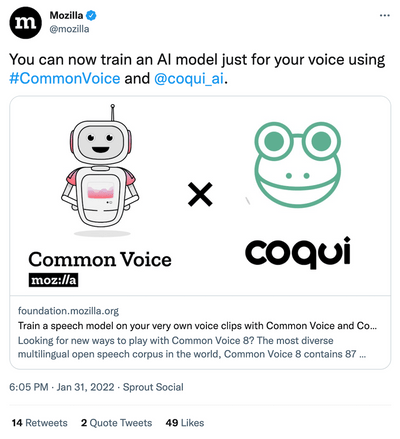 m
Mozilla
@mozilla
You can now train an AI model just for your voice using
#CommonVoice and @coqui_ai.
Common Voice
moz://a
coqui
foundation.mozilla.org
Train a speech model on your very own voice clips with Common Voice and Co...
Looking for new ways to play with Common Voice 8? The most diverse
multilingual open speech corpus in the world, Common Voice 8 contains 87 ...
6:05 PM · Jan 31, 2022 · Sprout Social
14 Retweets 2 Quote Tweets 49 Likes